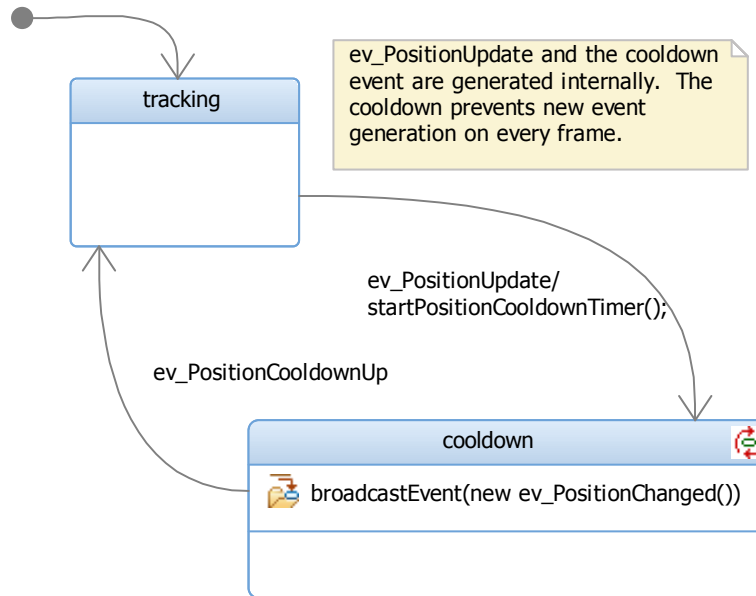 ev_PositionUpdate and the cooldown
event are generated internally.  The
cooldown prevents new event
generation on every frame.
tracking
ev_PositionUpdate/
startPositionCooldownTimer();
ev_PositionCooldownUp
cooldown
broadcastEvent(new ev_PositionChanged())